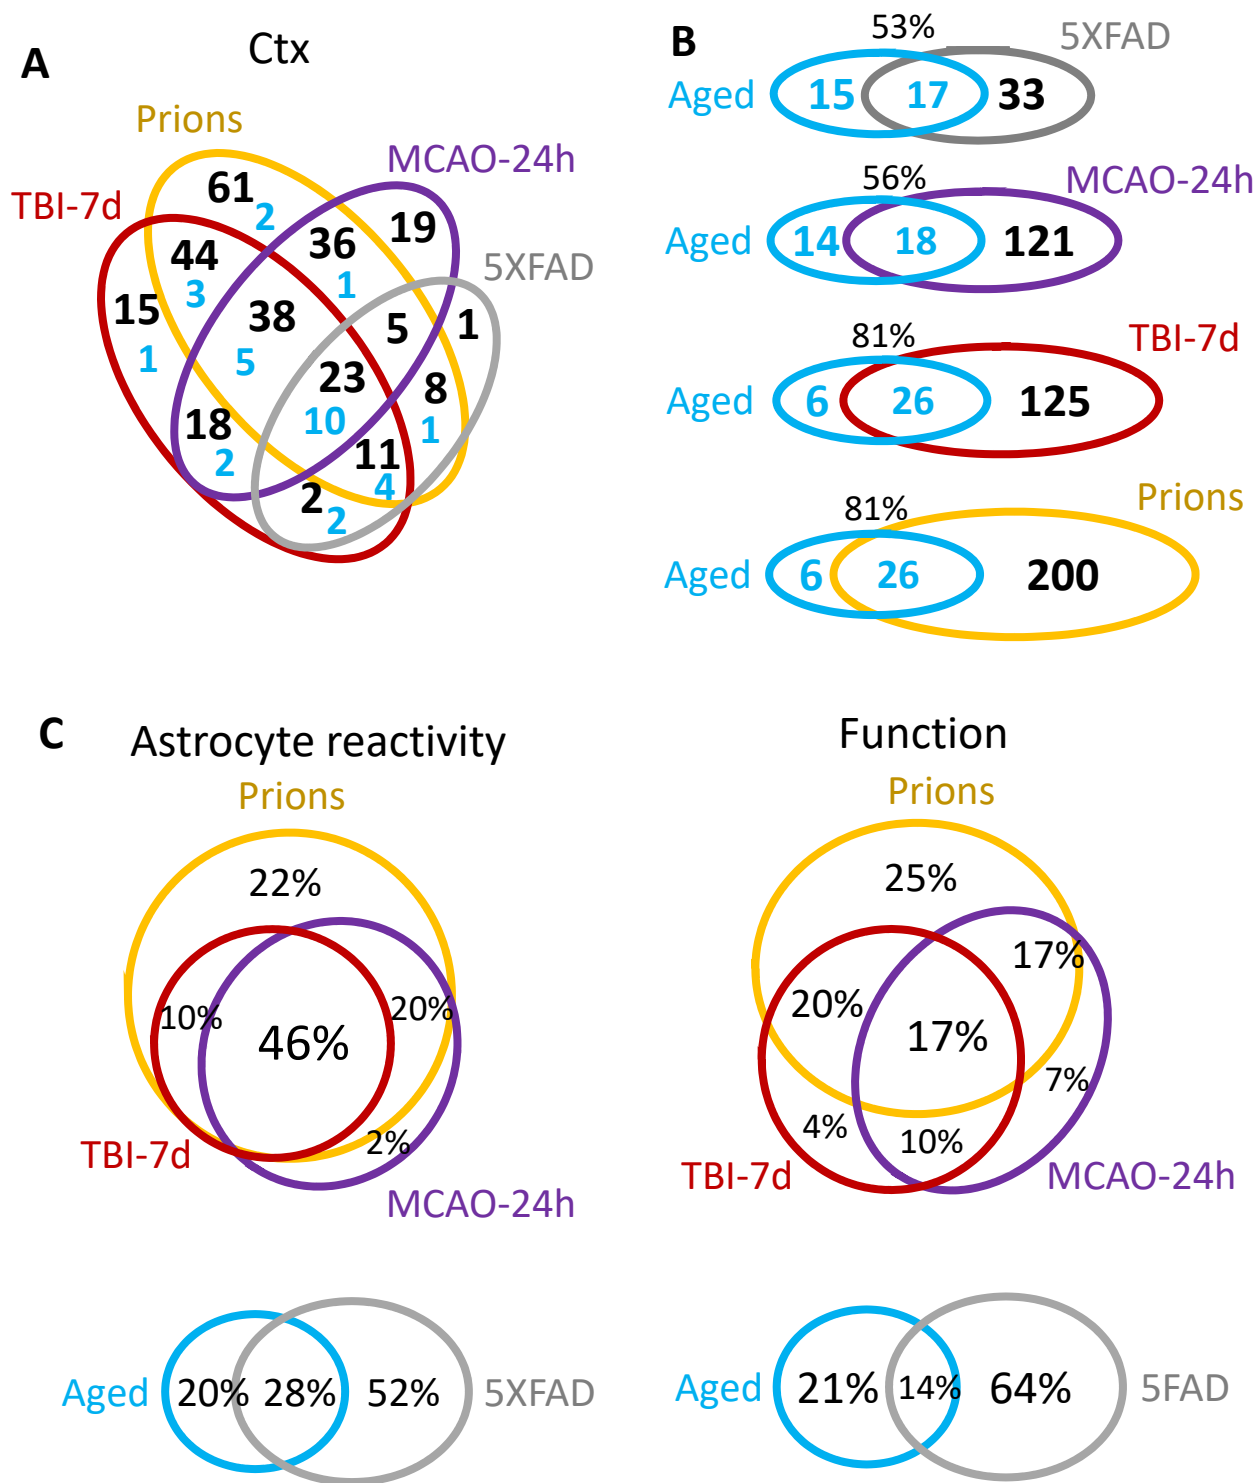 A
Ctx
Prions
MCAO-24h
TBI-7d
5XFAD
61
2
44
3
36
1
19
15
1
38
5
5
1
23
10
8
1
18
2
11
4
2
2
B
53%
5XFAD
Aged
15
17
33
56%
MCAO-24h
Aged
14
18
121
81%
TBI-7d
Aged
6
26
125
81%
Prions
Aged
6
26
200
C
Astrocyte reactivity
Prions
22%
10%
46%
20%
2%
TBI-7d
MCAO-24h
Aged
20%
28%
52%
5XFAD
Function
Prions
25%
17%
20%
17%
7%
4%
10%
TBI-7d
MCAO-24h
Aged
21%
14%
64%
5FAD